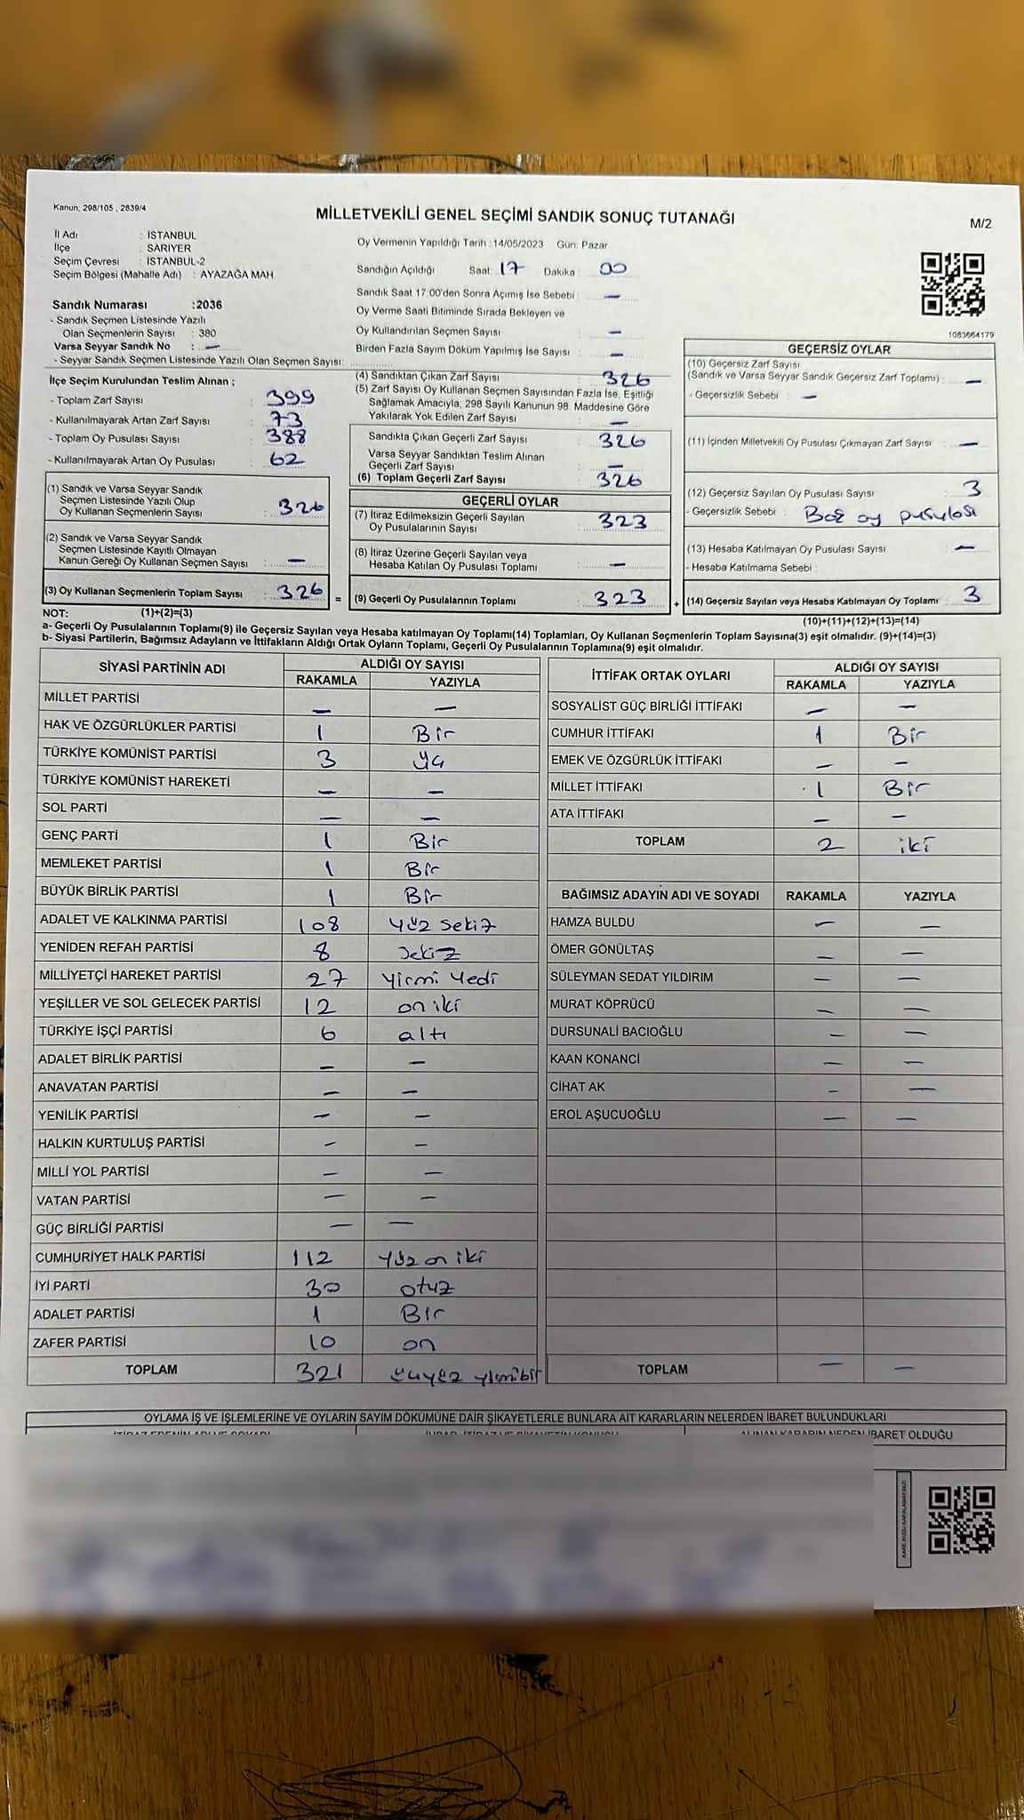 Kanun, 298/105 , 2839/4
MİLLETVEKİLİ GENEL SEÇİMİ SANDIK SONUÇ TUTANAĞI
M/2
İl Adı : İSTANBUL
İlçe : SARIYER
Seçim Çevresi : İSTANBUL-2
Seçim Bölgesi (Mahalle Adı) : AYAZAĞA MAH
Sandık Numarası :2036
- Sandık Seçmen Listesinde Yazılı
Olan Seçmenlerin Sayısı : 380
Varsa Seyyar Sandık No : —
- Seyyar Sandık Seçmen Listesinde Yazılı Olan Seçmen Sayısı:
Oy Vermenin Yapıldığı Tarih :14/05/2023 Gün: Pazar
Sandığın Açıldığı Saat: 17 Dakika : 00
Sandık Saat 17:00'den Sonra Açımış İse Sebebi : —
Oy Verme Saati Bitiminde Sırada Bekleyen ve
Oy Kullandırılan Seçmen Sayısı : —
Birden Fazla Sayım Döküm Yapılmış İse Sayısı : —
1083664179
İlçe Seçim Kurulundan Teslim Alınan ;
- Toplam Zarf Sayısı : 399
- Kullanılmayarak Artan Zarf Sayısı : 73
- Toplam Oy Pusulası Sayısı : 388
- Kullanılmayarak Artan Oy Pusulası : 62
(1) Sandık ve Varsa Seyyar Sandık
Seçmen Listesinde Yazılı Olup
Oy Kullanan Seçmenlerin Sayısı : 326
(2) Sandık ve Varsa Seyyar Sandık
Seçmen Listesinde Kayıtlı Olmayan
Kanun Gereği Oy Kullanan Seçmen Sayısı : —
(3) Oy Kullanan Seçmenlerin Toplam Sayısı : 326 =
(1)+(2)=(3)
(4) Sandıktan Çıkan Zarf Sayısı : 326
(5) Zarf Sayısı Oy Kullanan Seçmen Sayısından Fazla İse, Eşitliği
Sağlamak Amacıyla, 298 Sayılı Kanunun 98. Maddesine Göre
Yakılarak Yok Edilen Zarf Sayısı : —
Sandıkta Çıkan Geçerli Zarf Sayısı : 326
Varsa Seyyar Sandıktan Teslim Alınan
Geçerli Zarf Sayısı : —
(6) Toplam Geçerli Zarf Sayısı : 326
GEÇERLİ OYLAR
(7) İtiraz Edilmeksizin Geçerli Sayılan
Oy Pusulalarının Sayısı : 323
(8) İtiraz Üzerine Geçerli Sayılan veya
Hesaba Katılan Oy Pusulası Toplamı : —
(9) Geçerli Oy Pusulalarının Toplamı : 323 +
GEÇERSİZ OYLAR
(10) Geçersiz Zarf Sayısı
(Sandık ve Varsa Seyyar Sandık Geçersiz Zarf Toplamı) : —
- Geçersizlik Sebebi : —
(11) İçinden Milletvekili Oy Pusulası Çıkmayan Zarf Sayısı : —
(12) Geçersiz Sayılan Oy Pusulası Sayısı : 3
- Geçersizlik Sebebi : Boş oy pusulası
(13) Hesaba Katılmayan Oy Pusulası Sayısı : —
- Hesaba Katılmama Sebebi :
(14) Geçersiz Sayılan veya Hesaba Katılmayan Oy Toplamı : 3
(10)+(11)+(12)+(13)=(14)
NOT:
a- Geçerli Oy Pusulalarının Toplamı(9) ile Geçersiz Sayılan veya Hesaba katılmayan Oy Toplamı(14) Toplamları, Oy Kullanan Seçmenlerin Toplam Sayısına(3) eşit olmalıdır. (9)+(14)=(3)
b- Siyasi Partilerin, Bağımsız Adayların ve İttifakların Aldığı Ortak Oyların Toplamı, Geçerli Oy Pusulalarının Toplamına(9) eşit olmalıdır.
SİYASİ PARTİNİN ADI ALDIĞI OY SAYISI
RAKAMLA YAZIYLA
MİLLET PARTİSİ — —
HAK VE ÖZGÜRLÜKLER PARTİSİ 1 Bir
TÜRKİYE KOMÜNİST PARTİSİ 3 üç
TÜRKİYE KOMÜNİST HAREKETİ — —
SOL PARTİ — —
GENÇ PARTİ 1 Bir
MEMLEKET PARTİSİ 1 Bir
BÜYÜK BİRLİK PARTİSİ 1 Bir
ADALET VE KALKINMA PARTİSİ 108 yüz sekiz
YENİDEN REFAH PARTİSİ 8 Sekiz
MİLLİYETÇİ HAREKET PARTİSİ 27 yirmi yedi
YEŞİLLER VE SOL GELECEK PARTİSİ 12 on iki
TÜRKİYE İŞÇİ PARTİSİ 6 altı
ADALET BİRLİK PARTİSİ — —
ANAVATAN PARTİSİ — —
YENİLİK PARTİSİ — —
HALKIN KURTULUŞ PARTİSİ — —
MİLLİ YOL PARTİSİ — —
VATAN PARTİSİ — —
GÜÇ BİRLİĞİ PARTİSİ — —
CUMHURİYET HALK PARTİSİ 112 yüz on iki
İYİ PARTİ 30 otuz
ADALET PARTİSİ 1 Bir
ZAFER PARTİSİ 10 on
TOPLAM 321
İTTİFAK ORTAK OYLARI ALDIĞI OY SAYISI
RAKAMLA YAZIYLA
SOSYALİST GÜÇ BİRLİĞİ İTTİFAKI — —
CUMHUR İTTİFAKI 1 Bir
EMEK VE ÖZGÜRLÜK İTTİFAKI — —
MİLLET İTTİFAKI 1 Bir
ATA İTTİFAKI — —
TOPLAM 2 iki
BAĞIMSIZ ADAYIN ADI VE SOYADI RAKAMLA YAZIYLA
HAMZA BULDU — —
ÖMER GÖNÜLTAŞ — —
SÜLEYMAN SEDAT YILDIRIM — —
MURAT KÖPRÜCÜ — —
DURSUNALİ BACIOĞLU — —
KAAN KONANCİ — —
CİHAT AK — —
EROL AŞUCUOĞLU — —
TOPLAM — —
OYLAMA İŞ VE İŞLEMLERİNE VE OYLARIN SAYIM DÖKÜMÜNE DAİR ŞİKAYETLERLE BUNLARA AİT KARARLARIN NELERDEN İBARET BULUNDUKLARI
İBARET OLDUĞU